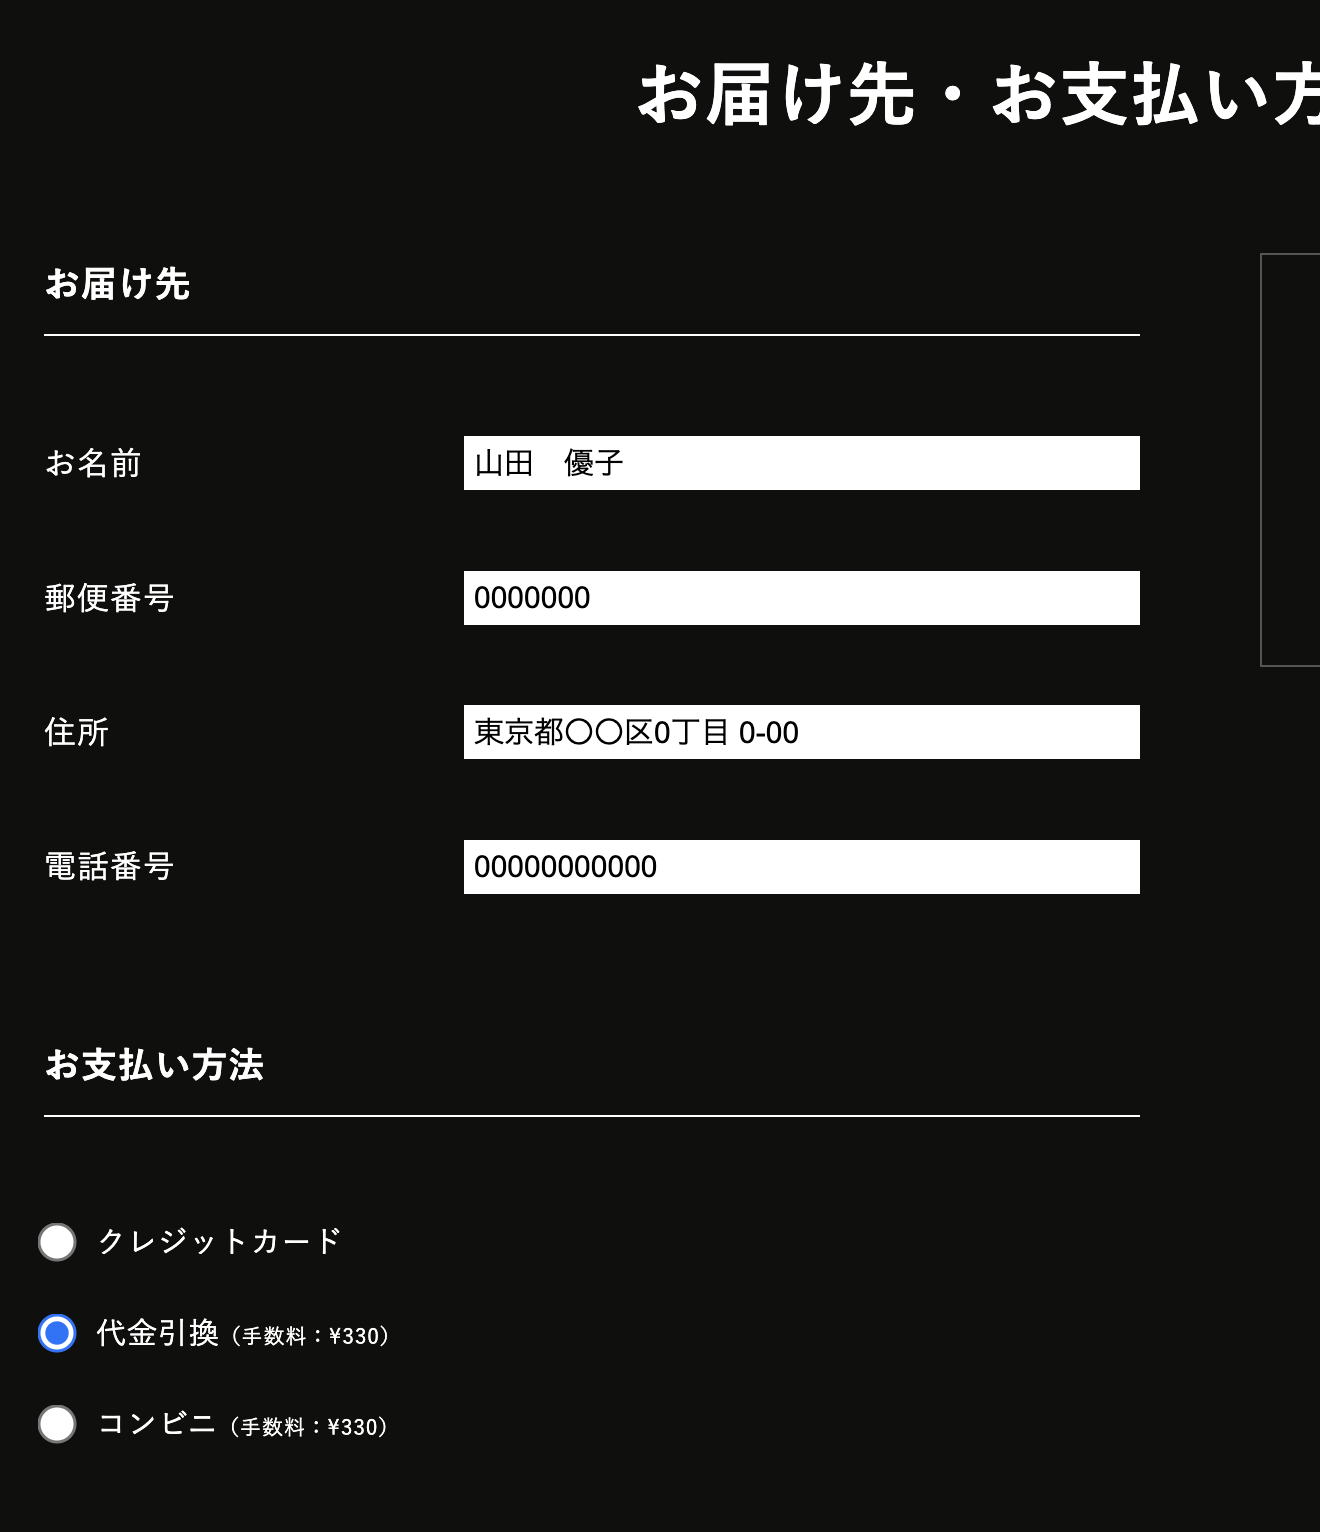 お届け先・お支払い方
お届け先
お名前
山田　優子
郵便番号
0000000
住所
東京都〇〇区0丁目 0-00
電話番号
00000000000
お支払い方法
クレジットカード
代金引換（手数料：¥330）
コンビニ（手数料：¥330）